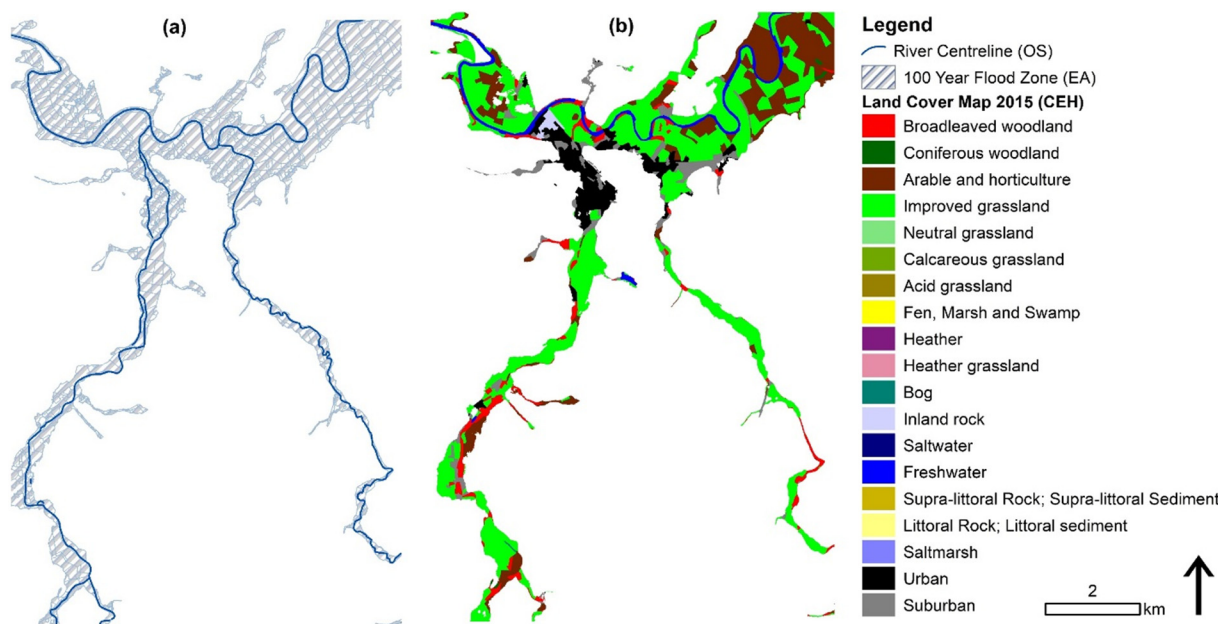 (a)
(b)
Legend
River Centreline (OS)
100 Year Flood Zone (EA)
Land Cover Map 2015 (CEH)
Broadleaved woodland
Coniferous woodland
Arable and horticulture
Improved grassland
Neutral grassland
Calcareous grassland
Acid grassland
Fen, Marsh and Swamp
Heather
Heather grassland
Bog
Inland rock
Saltwater
Freshwater
Supra-littoral Rock; Supra-littoral Sediment
Littoral Rock; Littoral sediment
Saltmarsh
Urban
Suburban
2
km